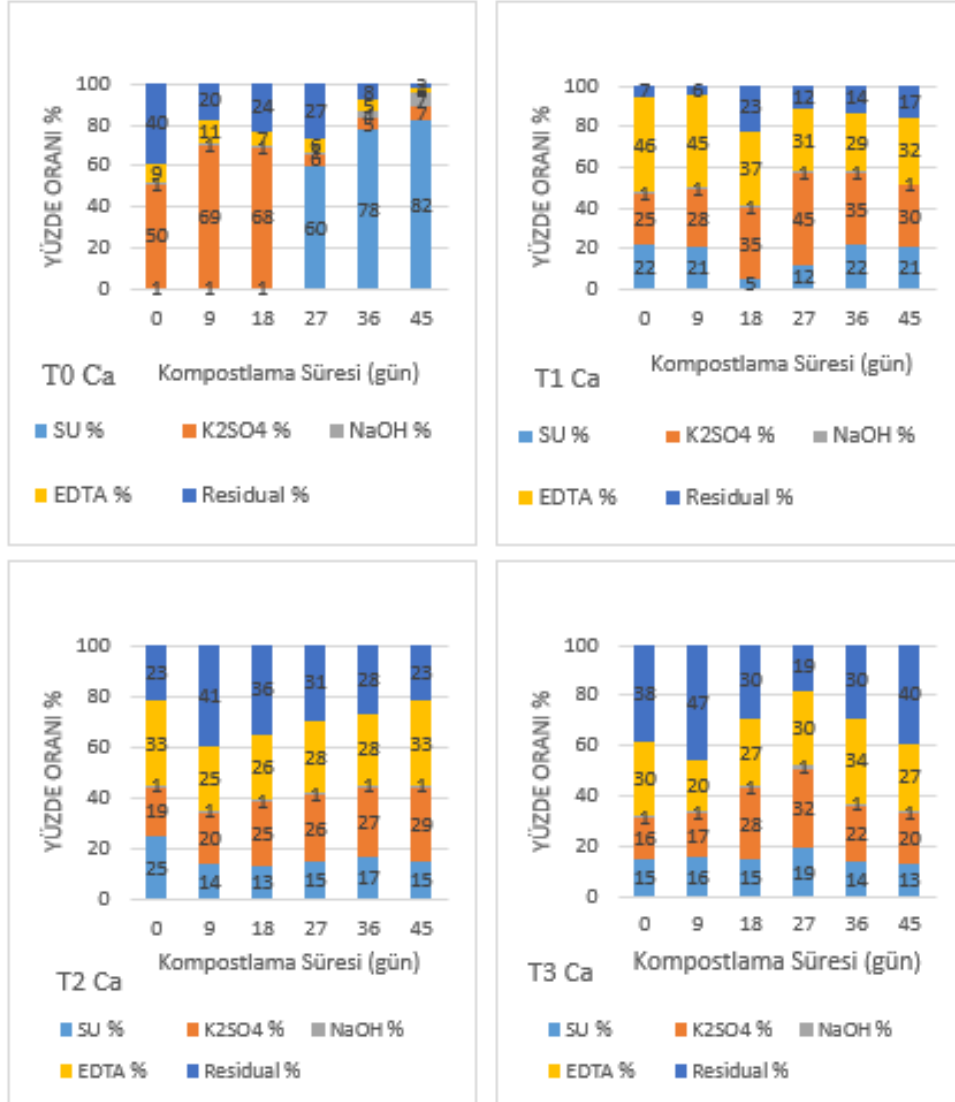 YÜZDE ORANI %
100
80
60
40
20
0
40 20 24 27 8
9 11 7 6 5
1 1 1
50 69 68 6 5 7
1 1 1 60 78 82
0 9 18 27 36 45
T0 Ca
Kompostlama Süresi (gün)
SU % K2SO4 % NaOH %
EDTA % Residual %
YÜZDE ORANI %
100
80
60
40
20
0
7 6 23 12 14 17
46 45 37 31 29 32
1 1 1 1 1 1
25 28 35 45 35 30
22 21 5 12 22 21
0 9 18 27 36 45
T1 Ca
Kompostlama Süresi (gün)
SU % K2SO4 % NaOH %
EDTA % Residual %
YÜZDE ORANI %
100
80
60
40
20
0
23 41 36 31 28 23
33 25 26 28 28 33
1 1 1 1 1 1
19 20 25 26 27 29
25 14 13 15 17 15
0 9 18 27 36 45
T2 Ca
Kompostlama Süresi (gün)
SU % K2SO4 % NaOH %
EDTA % Residual %
YÜZDE ORANI %
100
80
60
40
20
0
38 47 30 19 30 40
30 20 27 30 34 27
1 1 1 1 1 1
16 17 28 32 22 20
15 16 15 19 14 13
0 9 18 27 36 45
T3 Ca
Kompostlama Süresi (gün)
SU % K2SO4 % NaOH %
EDTA % Residual %